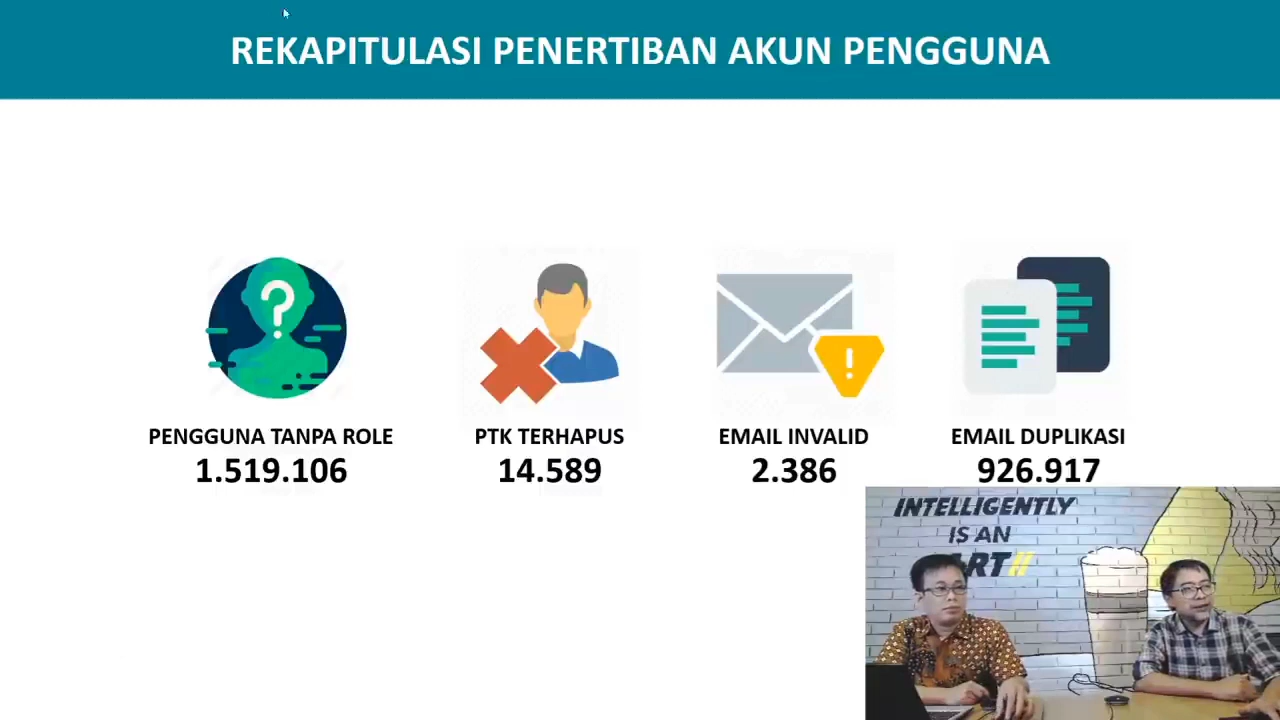 REKAPITULASI PENERTIBAN AKUN PENGGUNA
PENGGUNA TANPA ROLE
1.519.106
PTK TERHAPUS
14.589
EMAIL INVALID
2.386
EMAIL DUPLIKASI
926.917
INTELLIGENTLY
IS AN